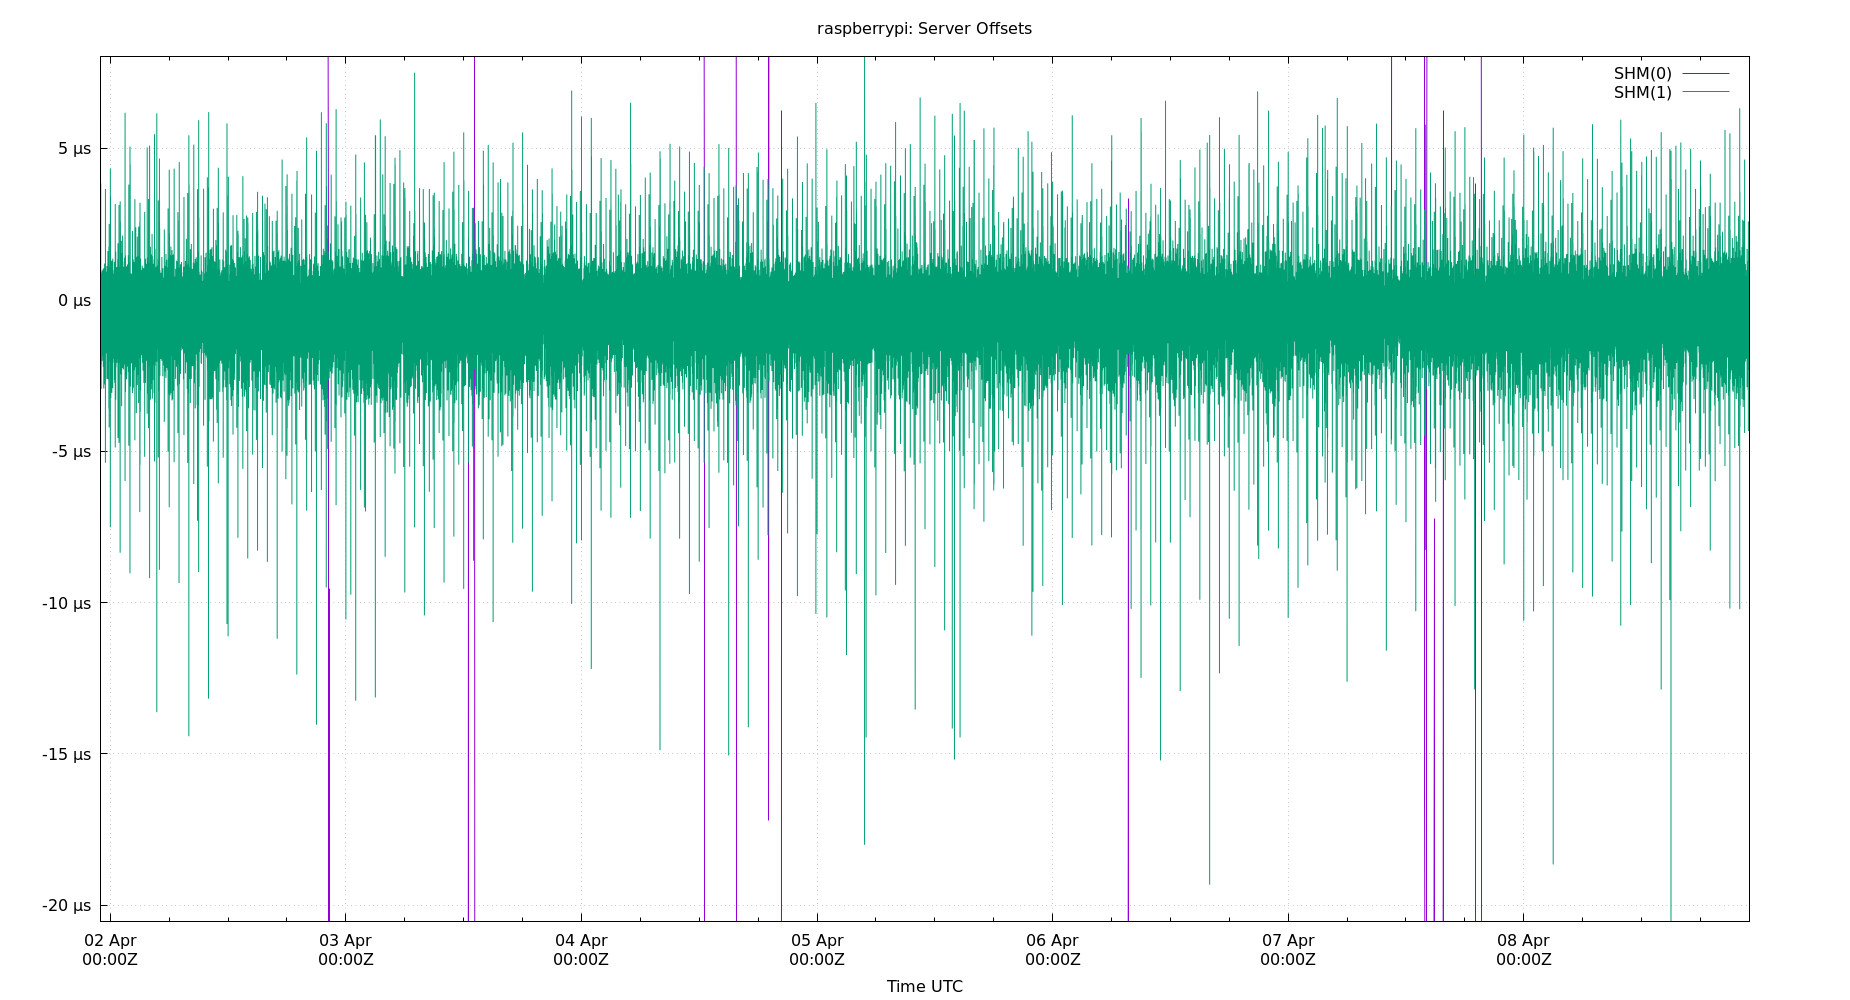 raspberrypi: Server Offsets
SHM(0)
SHM(1)
5 µs
0 µs
-5 µs
-10 µs
-15 µs
-20 µs
02 Apr 03 Apr 04 Apr 05 Apr 06 Apr 07 Apr 08 Apr
00:00Z 00:00Z 00:00Z 00:00Z 00:00Z 00:00Z 00:00Z
Time UTC